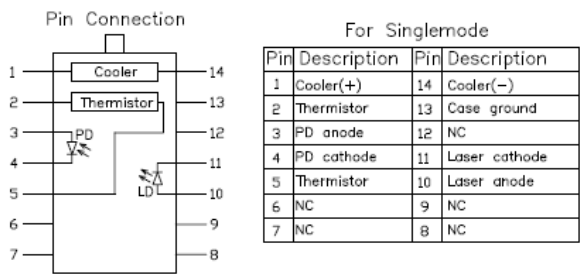 Pin Connection
1 Cooler 14
2 Thermistor 13
3 PD 12
4 11
5 LD 10
6 9
7 8
For Singlemode
Pin Description Pin Description
1 Cooler(+) 14 Cooler(−)
2 Thermistor 13 Case ground
3 PD anode 12 NC
4 PD cathode 11 Laser cathode
5 Thermistor 10 Laser anode
6 NC 9 NC
7 NC 8 NC